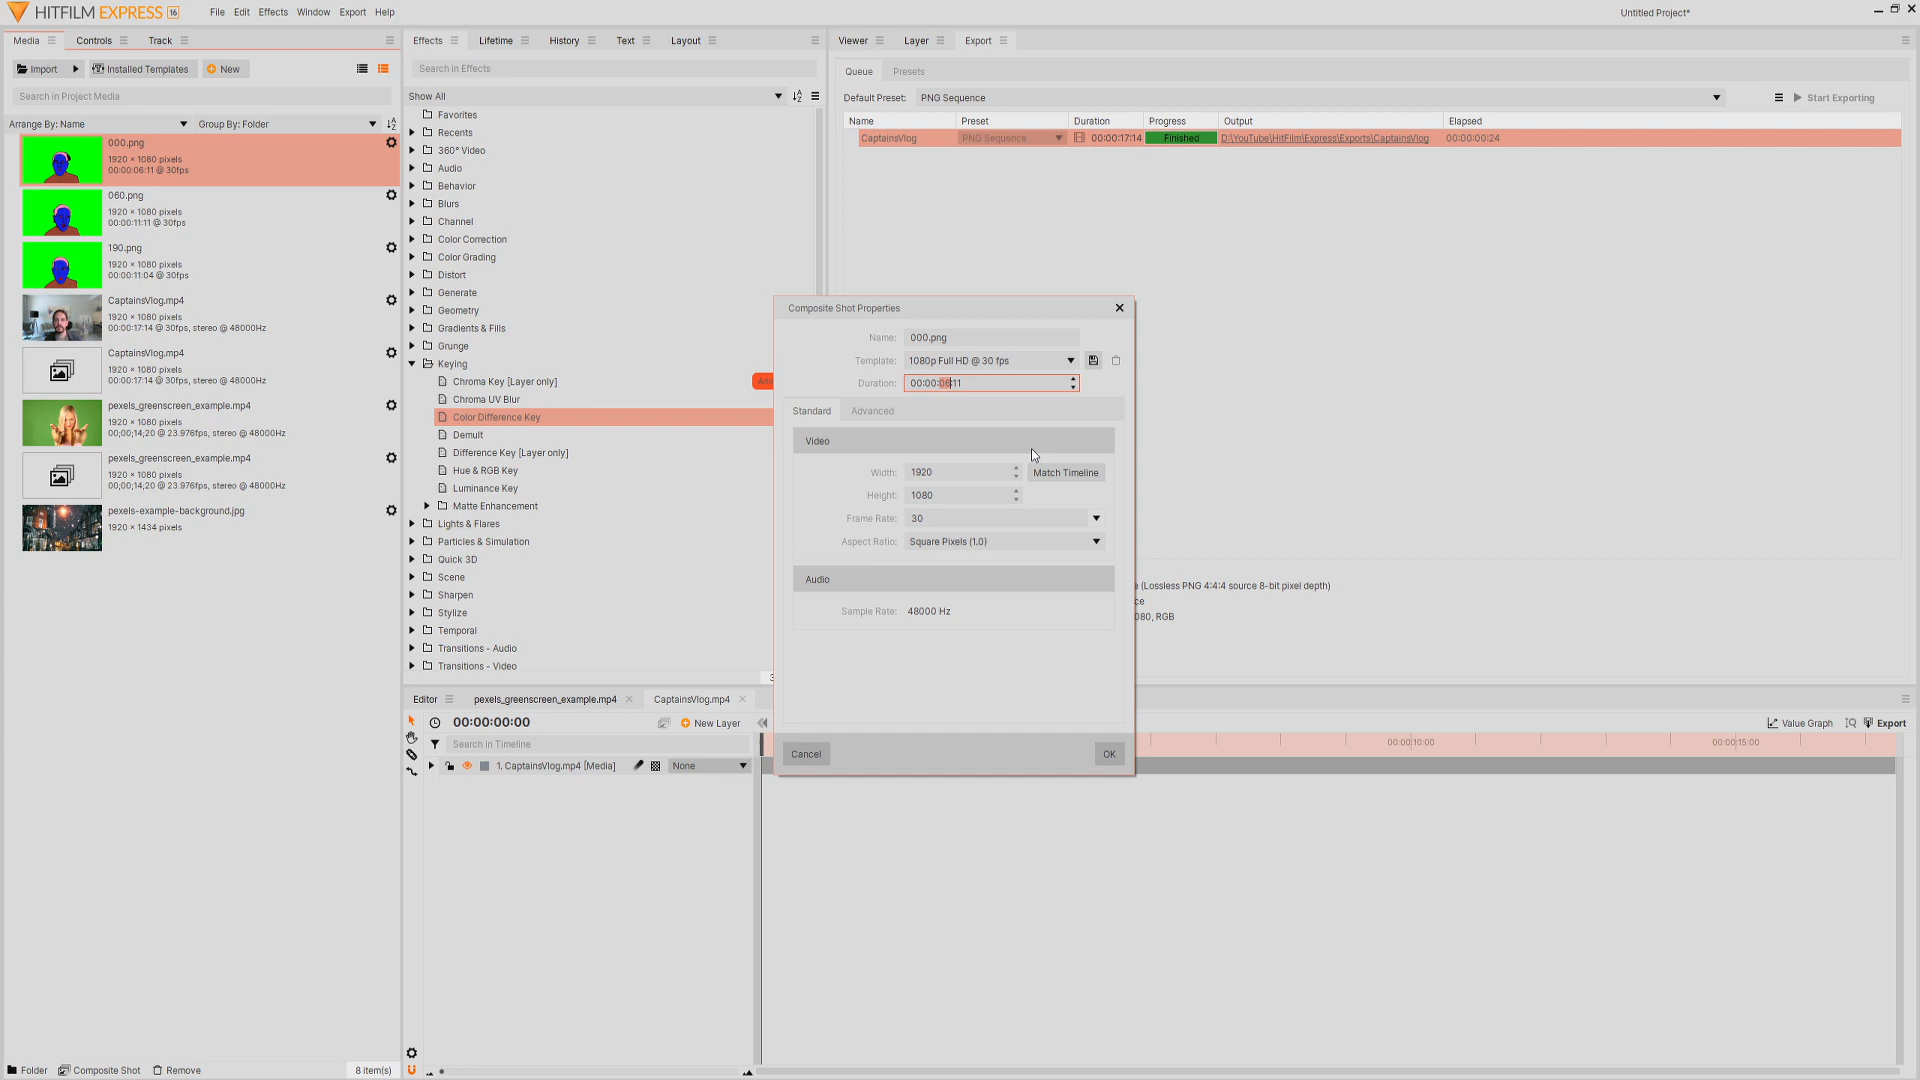 HITFILM EXPRESS 16
File Edit Effects Window Export Help
Untitled Project*
Media Controls Track
Import Installed Templates New
Search in Project Media
Arrange By: Name Group By: Folder
000.png
1920 × 1080 pixels
00:00:06:11 @ 30fps
060.png
1920 × 1080 pixels
00:00:11:11 @ 30fps
190.png
1920 × 1080 pixels
00:00:11:04 @ 30fps
CaptainsVlog.mp4
1920 × 1080 pixels
00:00:17:14 @ 30fps, stereo @ 48000Hz
CaptainsVlog.mp4
1920 × 1080 pixels
00:00:17:14 @ 30fps, stereo @ 48000Hz
pexels_greenscreen_example.mp4
1920 × 1080 pixels
00;00;14;20 @ 23.976fps, stereo @ 48000Hz
pexels_greenscreen_example.mp4
1920 × 1080 pixels
00;00;14;20 @ 23.976fps, stereo @ 48000Hz
pexels-example-background.jpg
1920 × 1434 pixels
Folder Composite Shot Remove 8 item(s)
Effects Lifetime History Text Layout
Search in Effects
Show All
Favorites
Recents
360° Video
Audio
Behavior
Blurs
Channel
Color Correction
Color Grading
Distort
Generate
Geometry
Gradients & Fills
Grunge
Keying
Chroma Key [Layer only]
Chroma UV Blur
Color Difference Key
Demult
Difference Key [Layer only]
Hue & RGB Key
Luminance Key
Matte Enhancement
Lights & Flares
Particles & Simulation
Quick 3D
Scene
Sharpen
Stylize
Temporal
Transitions - Audio
Transitions - Video
Viewer Layer Export
Queue Presets
Default Preset: PNG Sequence Start Exporting
Name Preset Duration Progress Output Elapsed
CaptainsVlog PNG Sequence 00:00:17:14 Finished D:\YouTube\HitFilm\Express\Exports\CaptainsVlog 00:00:00:24
(Lossless PNG 4:4:4 source 8-bit pixel depth)
ce
080, RGB
Composite Shot Properties
Name: 000.png
Template: 1080p Full HD @ 30 fps
Duration: 00:00:06:11
Standard Advanced
Video
Width: 1920 Match Timeline
Height: 1080
Frame Rate: 30
Aspect Ratio: Square Pixels (1.0)
Audio
Sample Rate: 48000 Hz
Cancel OK
Editor pexels_greenscreen_example.mp4 CaptainsVlog.mp4
00:00:00:00 New Layer Value Graph Export
Search in Timeline 00:00:10:00 00:00:15:00
1. CaptainsVlog.mp4 [Media] None